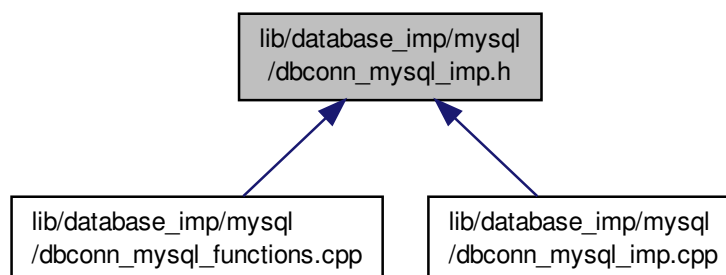 lib/database_imp/mysql
/dbconn_mysql_imp.h
lib/database_imp/mysql
/dbconn_mysql_functions.cpp
lib/database_imp/mysql
/dbconn_mysql_imp.cpp